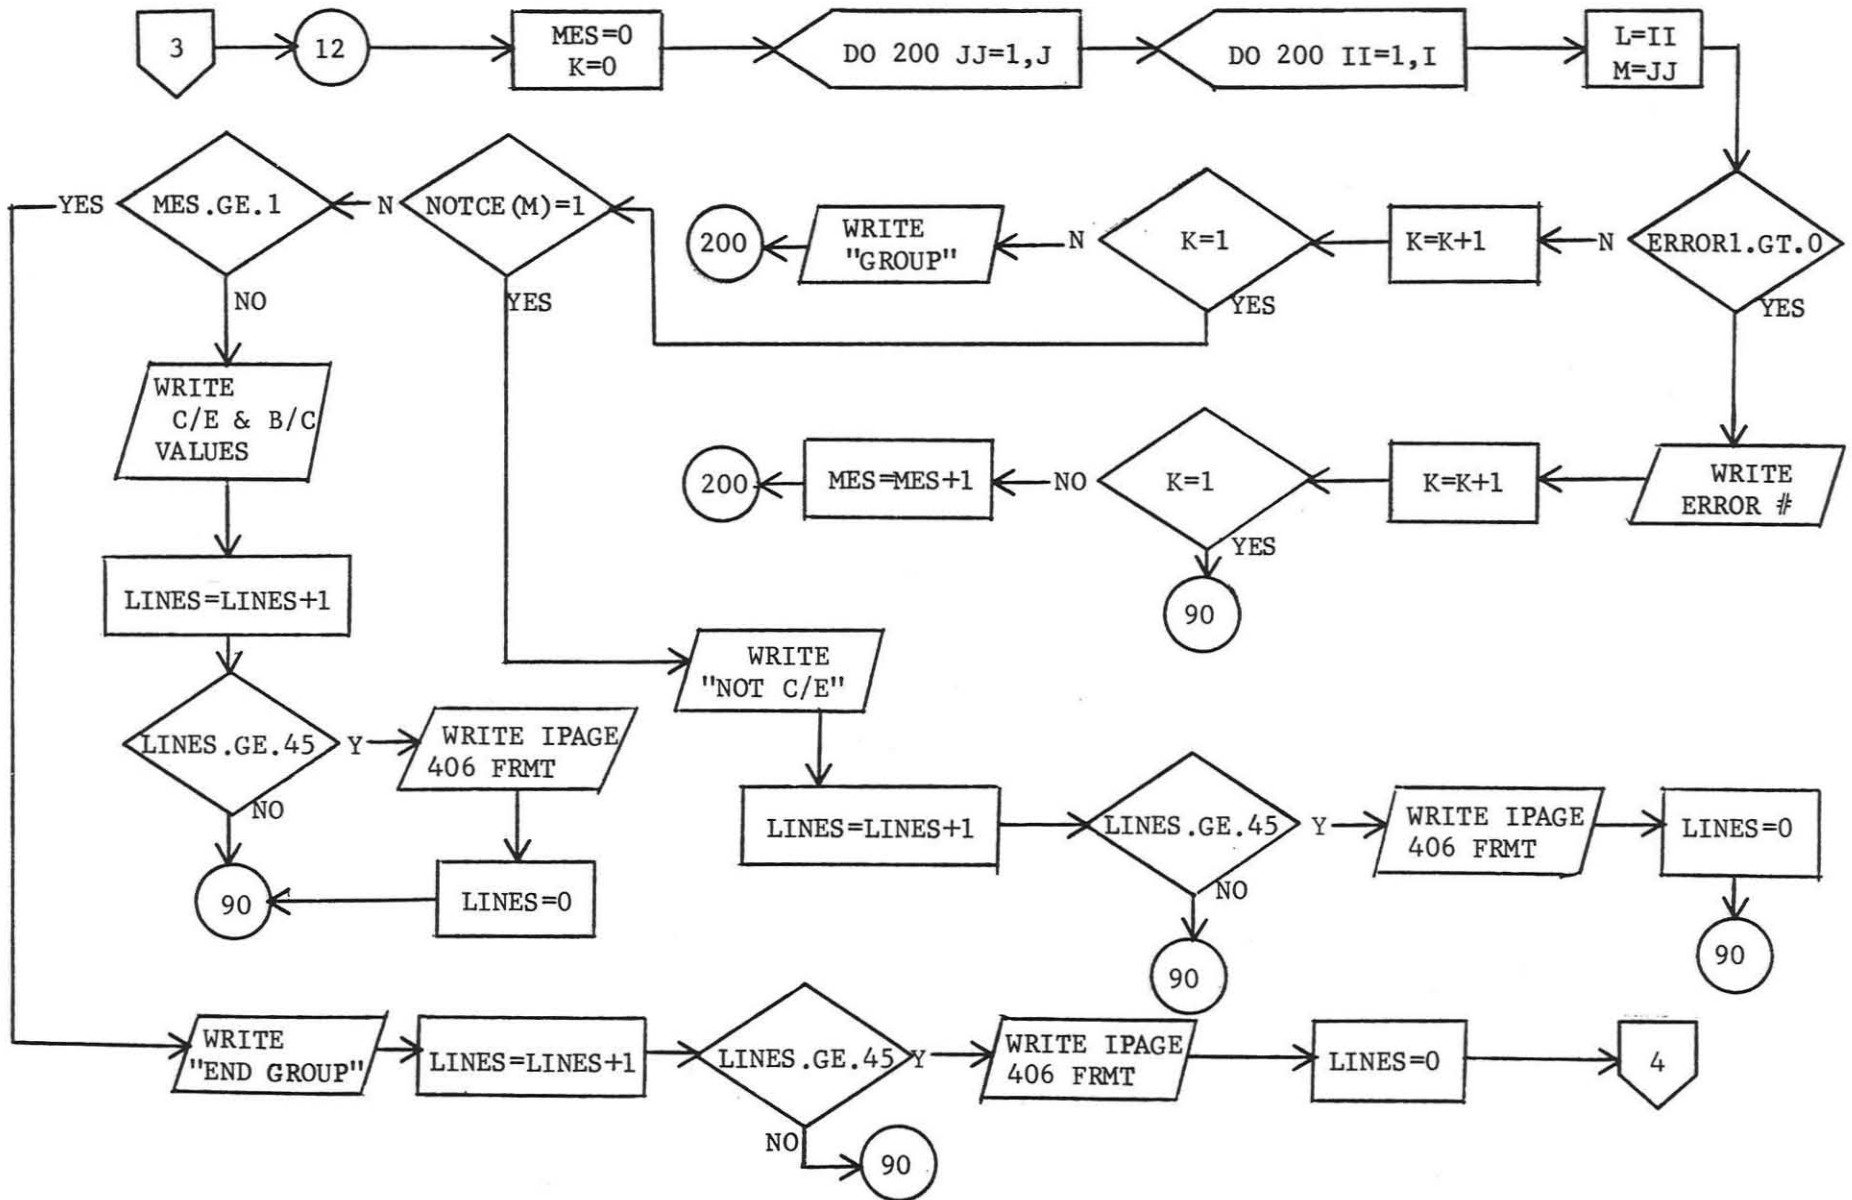 3
12
MES=0
K=0
DO 200 JJ=1,J
DO 200 II=1,I
L=II
M=JJ
YES
MES.GE.1
N
NOTCE(M)=1
200
WRITE
"GROUP"
N
K=1
K=K+1
N
ERROR1.GT.0
NO
YES
YES
YES
WRITE
C/E & B/C
VALUES
200
MES=MES+1
NO
K=1
K=K+1
WRITE
ERROR #
YES
90
LINES=LINES+1
WRITE
"NOT C/E"
LINES.GE.45
Y
WRITE IPAGE
406 FRMT
NO
LINES=LINES+1
LINES.GE.45
Y
WRITE IPAGE
406 FRMT
LINES=0
NO
90
LINES=0
90
90
WRITE
"END GROUP"
LINES=LINES+1
LINES.GE.45
Y
WRITE IPAGE
406 FRMT
LINES=0
4
NO
90